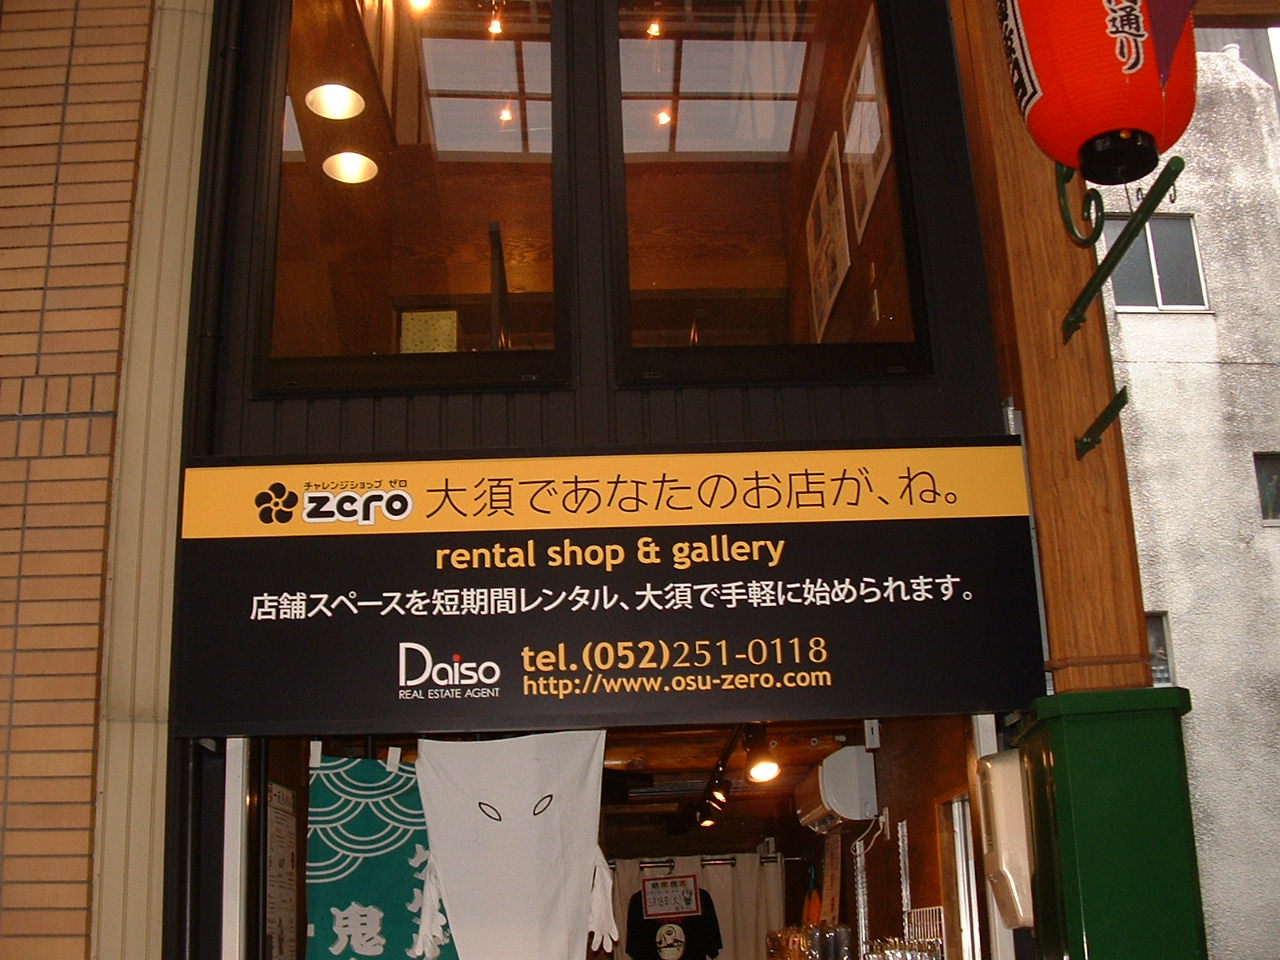 通り
チャレンジショップ ゼロ
zero
大須であなたのお店が、ね。
rental shop & gallery
店舗スペースを短期間レンタル、大須で手軽に始められます。
Daiso
REAL ESTATE AGENT
tel.(052)251-0118
http://www.osu-zero.com
鬼